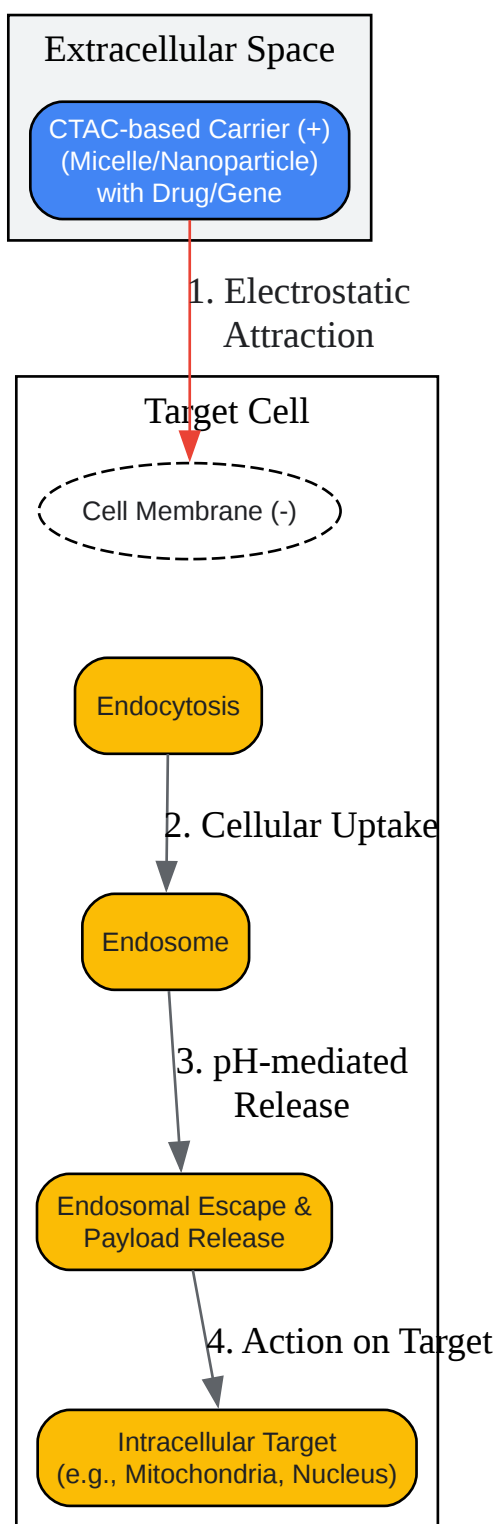 Extracellular Space
CTAC-based Carrier (+)
(Micelle/Nanoparticle)
with Drug/Gene
1. Electrostatic
Attraction
Target Cell
Cell Membrane (-)
Endocytosis
2. Cellular Uptake
Endosome
3. pH-mediated
Release
Endosomal Escape &
Payload Release
4. Action on Target
Intracellular Target
(e.g., Mitochondria, Nucleus)